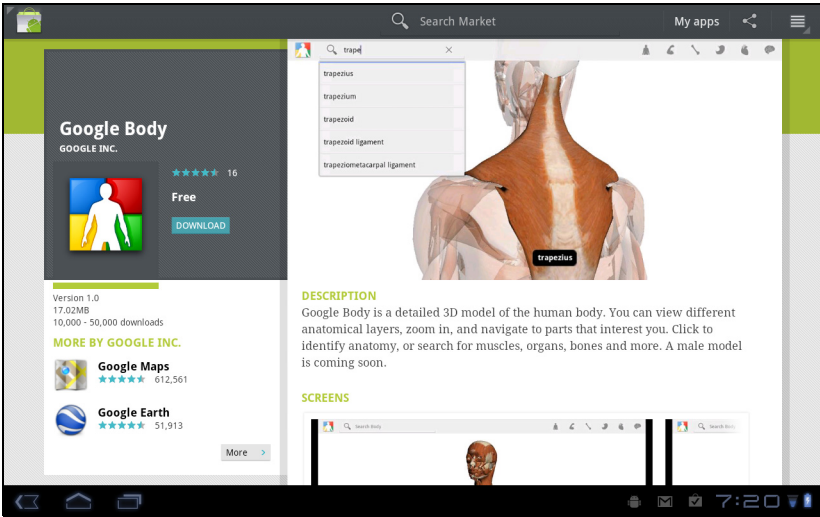 Search Market
My apps
Google Body
GOOGLE INC.
16
Free
DOWNLOAD
Version 1.0
17.02MB
10,000 - 50,000 downloads
MORE BY GOOGLE INC.
Google Maps
612,561
Google Earth
51,913
More
trape
trapezius
trapezium
trapezoid
trapezoid ligament
trapeziometacarpal ligament
trapezius
DESCRIPTION
Google Body is a detailed 3D model of the human body. You can view different
anatomical layers, zoom in, and navigate to parts that interest you. Click to
identify anatomy, or search for muscles, organs, bones and more. A male model
is coming soon.
SCREENS
Search Body
Search Body
7:20